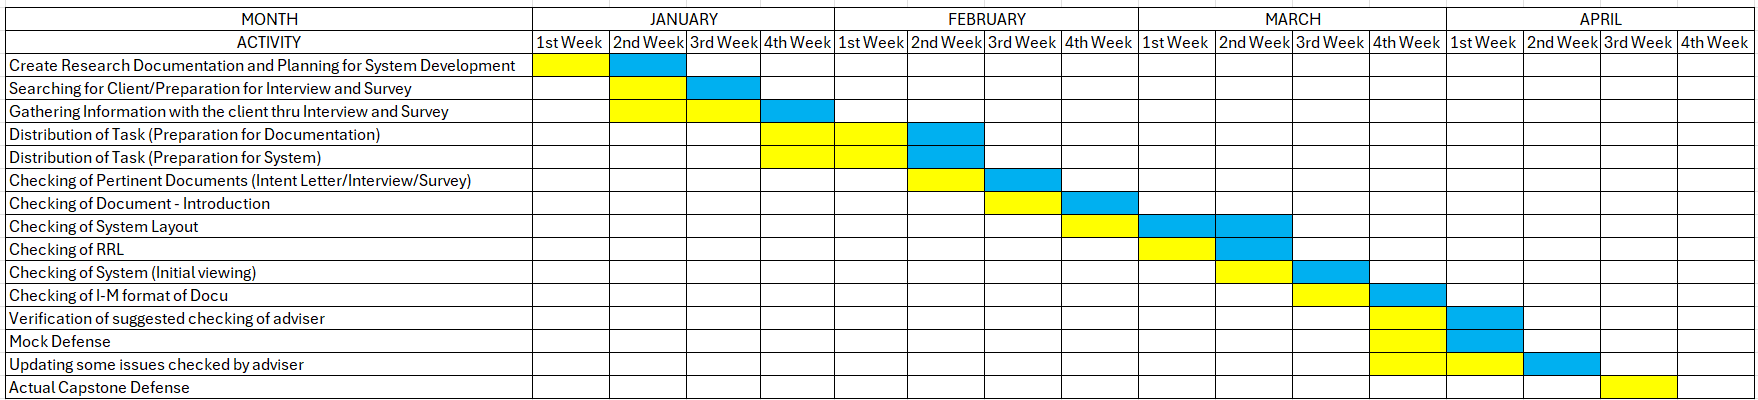 MONTH JANUARY FEBRUARY MARCH APRIL
ACTIVITY 1st Week 2nd Week 3rd Week 4th Week 1st Week 2nd Week 3rd Week 4th Week 1st Week 2nd Week 3rd Week 4th Week 1st Week 2nd Week 3rd Week 4th Week
Create Research Documentation and Planning for System Development
Searching for Client/Preparation for Interview and Survey
Gathering Information with the client thru Interview and Survey
Distribution of Task (Preparation for Documentation)
Distribution of Task (Preparation for System)
Checking of Pertinent Documents (Intent Letter/Interview/Survey)
Checking of Document - Introduction
Checking of System Layout
Checking of RRL
Checking of System (Initial viewing)
Checking of I-M format of Docu
Verification of suggested checking of adviser
Mock Defense
Updating some issues checked by adviser
Actual Capstone Defense